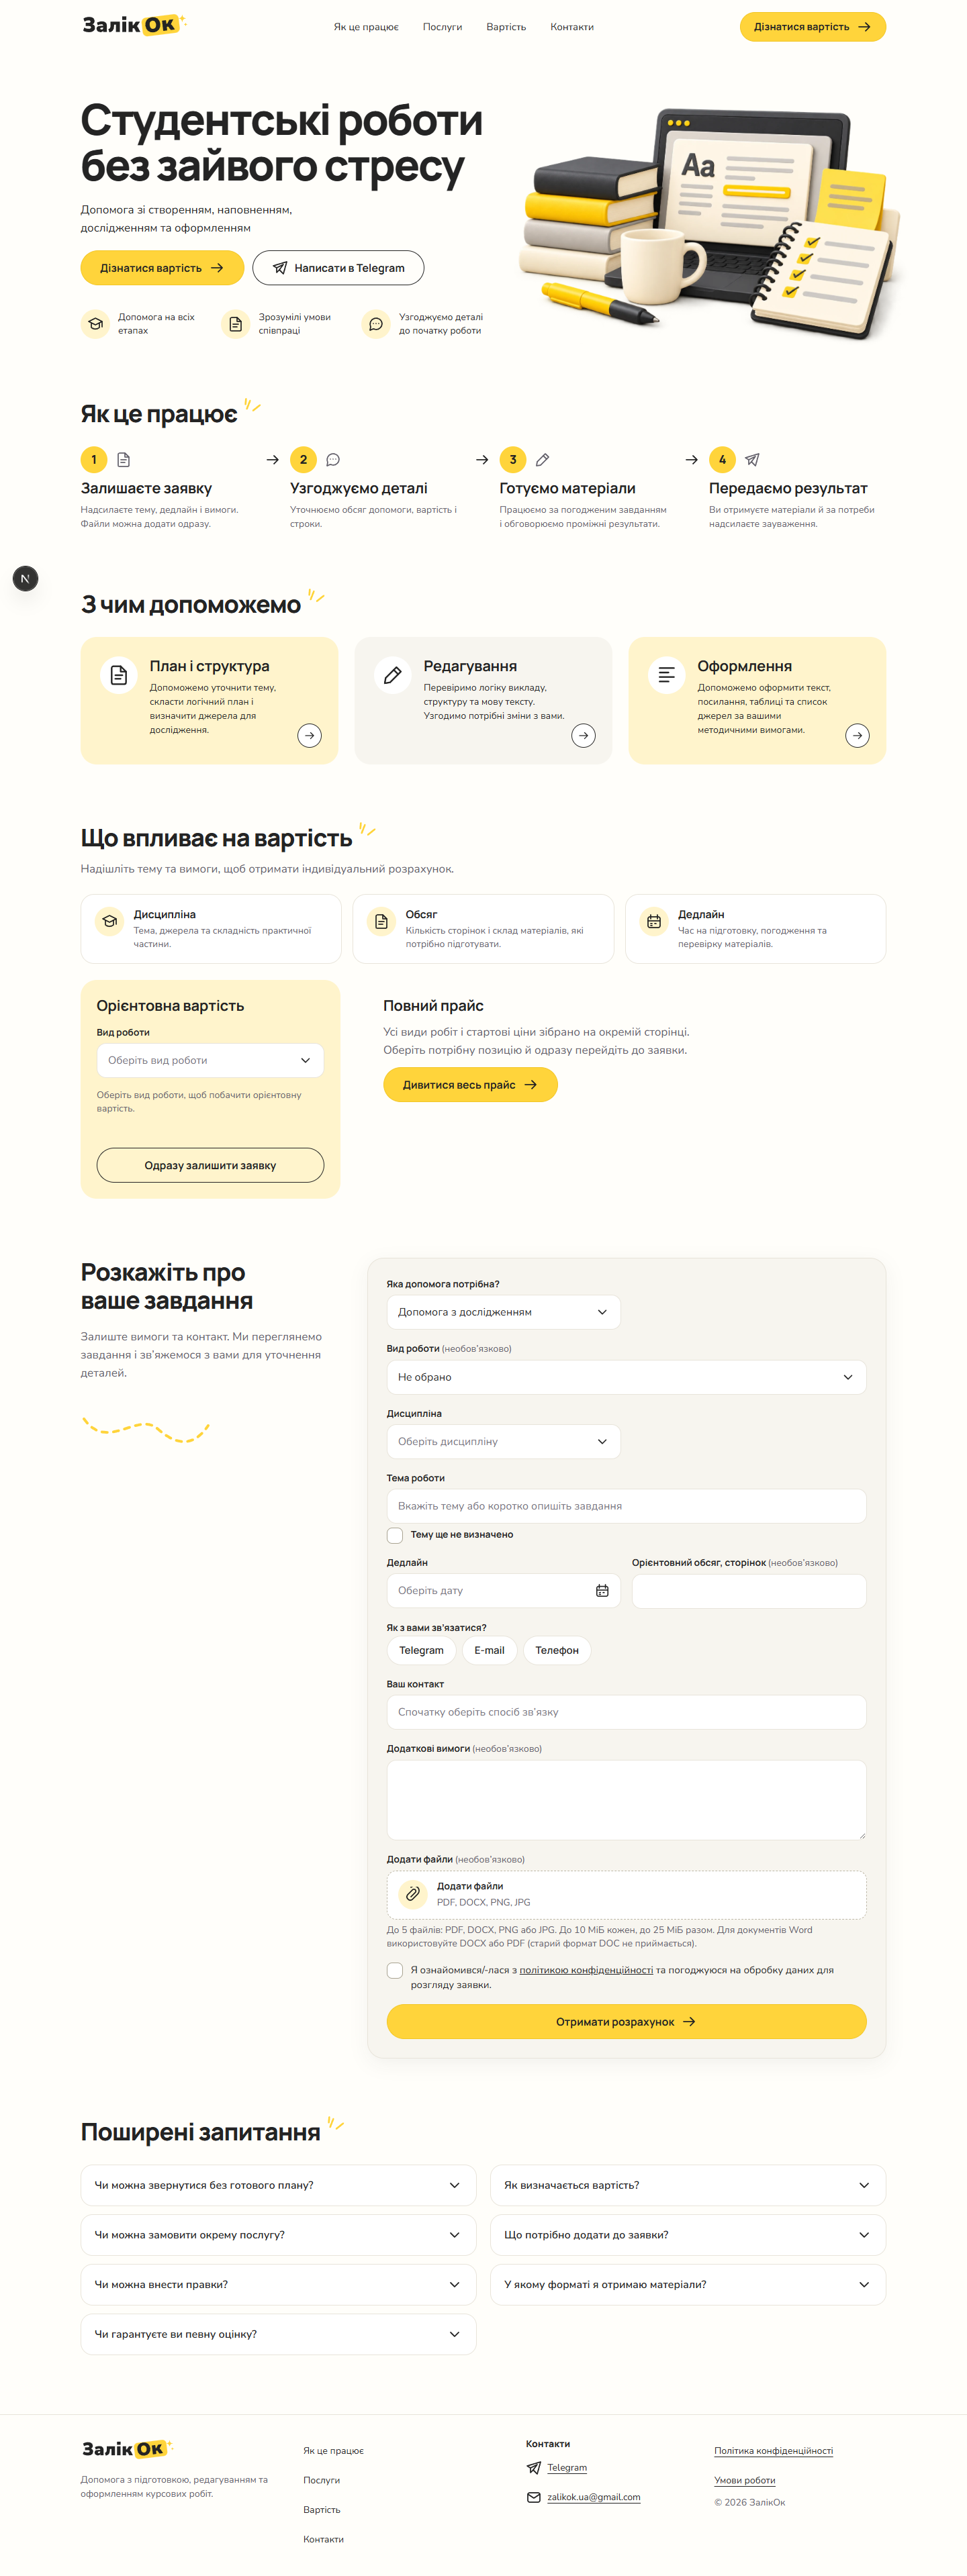 ЗалікОк
Як це працює
Послуги
Вартість
Контакти
Дізнатися вартість
Студентські роботи
без зайвого стресу
Допомога зі створенням, наповненням,
дослідженням та оформленням
Дізнатися вартість
Написати в Telegram
Допомога на всіх
етапах
Зрозумілі умови
співпраці
Узгоджуємо деталі
до початку роботи
Aa
Як це працює
1
Залишаєте заявку
Надсилаєте тему, дедлайн і вимоги.
Файли можна додати одразу.
2
Узгоджуємо деталі
Уточнюємо обсяг допомоги, вартість і
строки.
3
Готуємо матеріали
Працюємо за погодженим завданням
і обговорюємо проміжні результати.
4
Передаємо результат
Ви отримуєте матеріали й за потреби
надсилаєте зауваження.
N
З чим допоможемо
План і структура
Допоможемо уточнити тему,
скласти логічний план і
визначити джерела для
дослідження.
Редагування
Перевіримо логіку викладу,
структуру та мову тексту.
Узгодимо потрібні зміни з вами.
Оформлення
Допоможемо оформити текст,
посилання, таблиці та список
джерел за вашими
методичними вимогами.
Що впливає на вартість
Надішліть тему та вимоги, щоб отримати індивідуальний розрахунок.
Дисципліна
Тема, джерела та складність практичної
частини.
Обсяг
Кількість сторінок і склад матеріалів, які
потрібно підготувати.
Дедлайн
Час на підготовку, погодження та
перевірку матеріалів.
Орієнтовна вартість
Вид роботи
Оберіть вид роботи
Оберіть вид роботи, щоб побачити орієнтовну
вартість.
Одразу залишити заявку
Повний прайс
Усі види робіт і стартові ціни зібрано на окремій сторінці.
Оберіть потрібну позицію й одразу перейдіть до заявки.
Дивитися весь прайс
Розкажіть про
ваше завдання
Залиште вимоги та контакт. Ми переглянемо
завдання і зв’яжемося з вами для уточнення
деталей.
Яка допомога потрібна?
Допомога з дослідженням
Вид роботи (необов’язково)
Не обрано
Дисципліна
Оберіть дисципліну
Тема роботи
Вкажіть тему або коротко опишіть завдання
Тему ще не визначено
Дедлайн
Оберіть дату
Орієнтовний обсяг, сторінок (необов’язково)
Як з вами зв’язатися?
Telegram
E-mail
Телефон
Ваш контакт
Спочатку оберіть спосіб зв’язку
Додаткові вимоги (необов’язково)
Додати файли (необов’язково)
Додати файли
PDF, DOCX, PNG, JPG
До 5 файлів: PDF, DOCX, PNG або JPG. До 10 МіБ кожен, до 25 МіБ разом. Для документів Word
використовуйте DOCX або PDF (старий формат DOC не приймається).
Я ознайомився/-лася з політикою конфіденційності та погоджуюся на обробку даних для
розгляду заявки.
Отримати розрахунок
Поширені запитання
Чи можна звернутися без готового плану?
Як визначається вартість?
Чи можна замовити окрему послугу?
Що потрібно додати до заявки?
Чи можна внести правки?
У якому форматі я отримаю матеріали?
Чи гарантуєте ви певну оцінку?
ЗалікОк
Допомога з підготовкою, редагуванням та
оформленням курсових робіт.
Як це працює
Послуги
Вартість
Контакти
Контакти
Telegram
zalikok.ua@gmail.com
Політика конфіденційності
Умови роботи
© 2026 ЗалікОк